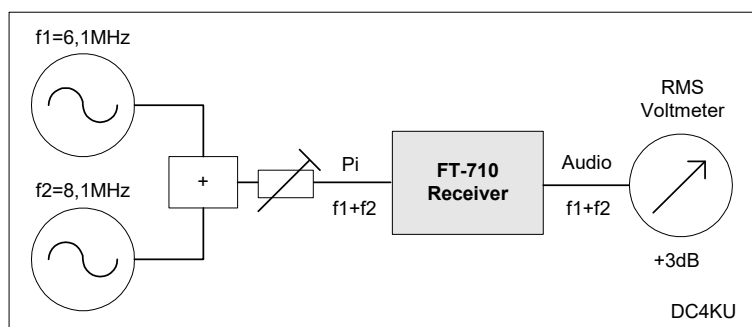 f1=6,1MHz
f2=8,1MHz
+
Pi
f1+f2
FT-710
Receiver
Audio
f1+f2
RMS
Voltmeter
+3dB
DC4KU